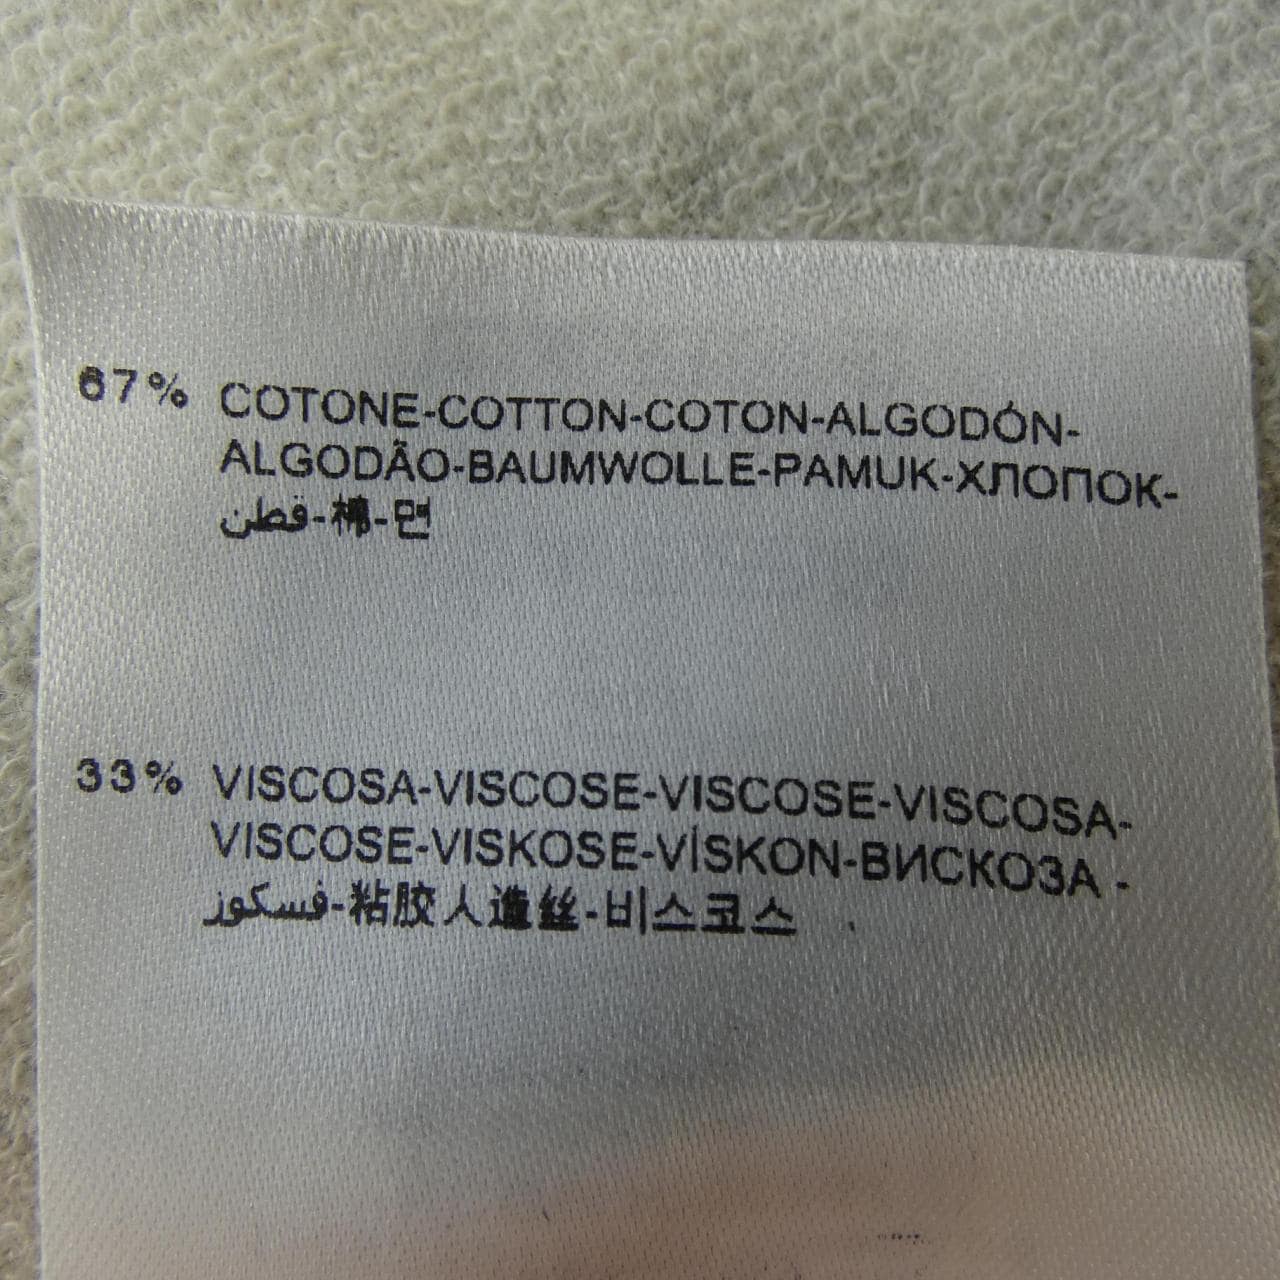 67% COTONE-COTTON-COTON-ALGODÓN-
ALGODÃO-BAUMWOLLE-PAMUK-ХЛОПОК-
قطن-棉-면
33% VISCOSA-VISCOSE-VISCOSE-VISCOSA-
VISCOSE-VISKOSE-VİSKON-ВИСКОЗА -
فسكوز-粘胶人造丝-비스코스